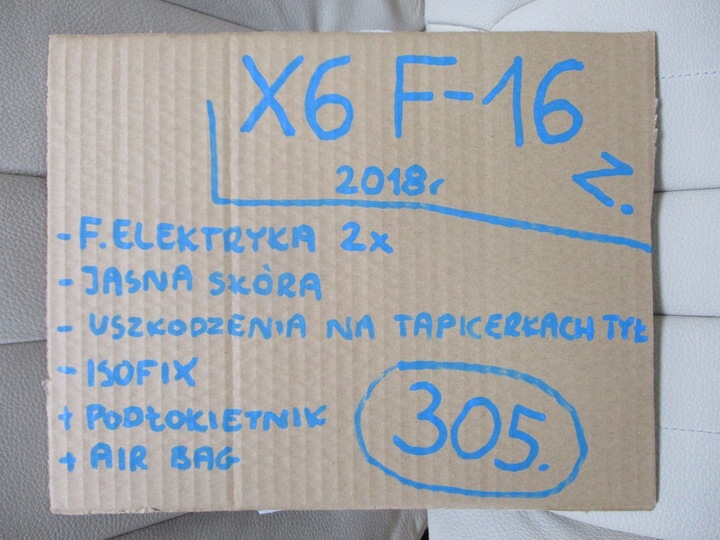 X6 F-16
Z.
2018r
- F. ELEKTRYKA 2x
- JASNA SKÓRA
- USZKODZENIA NA TAPICERKACH TYŁ
- ISOFIX
+ PODŁOKIETNIK
+ AIR BAG
305.